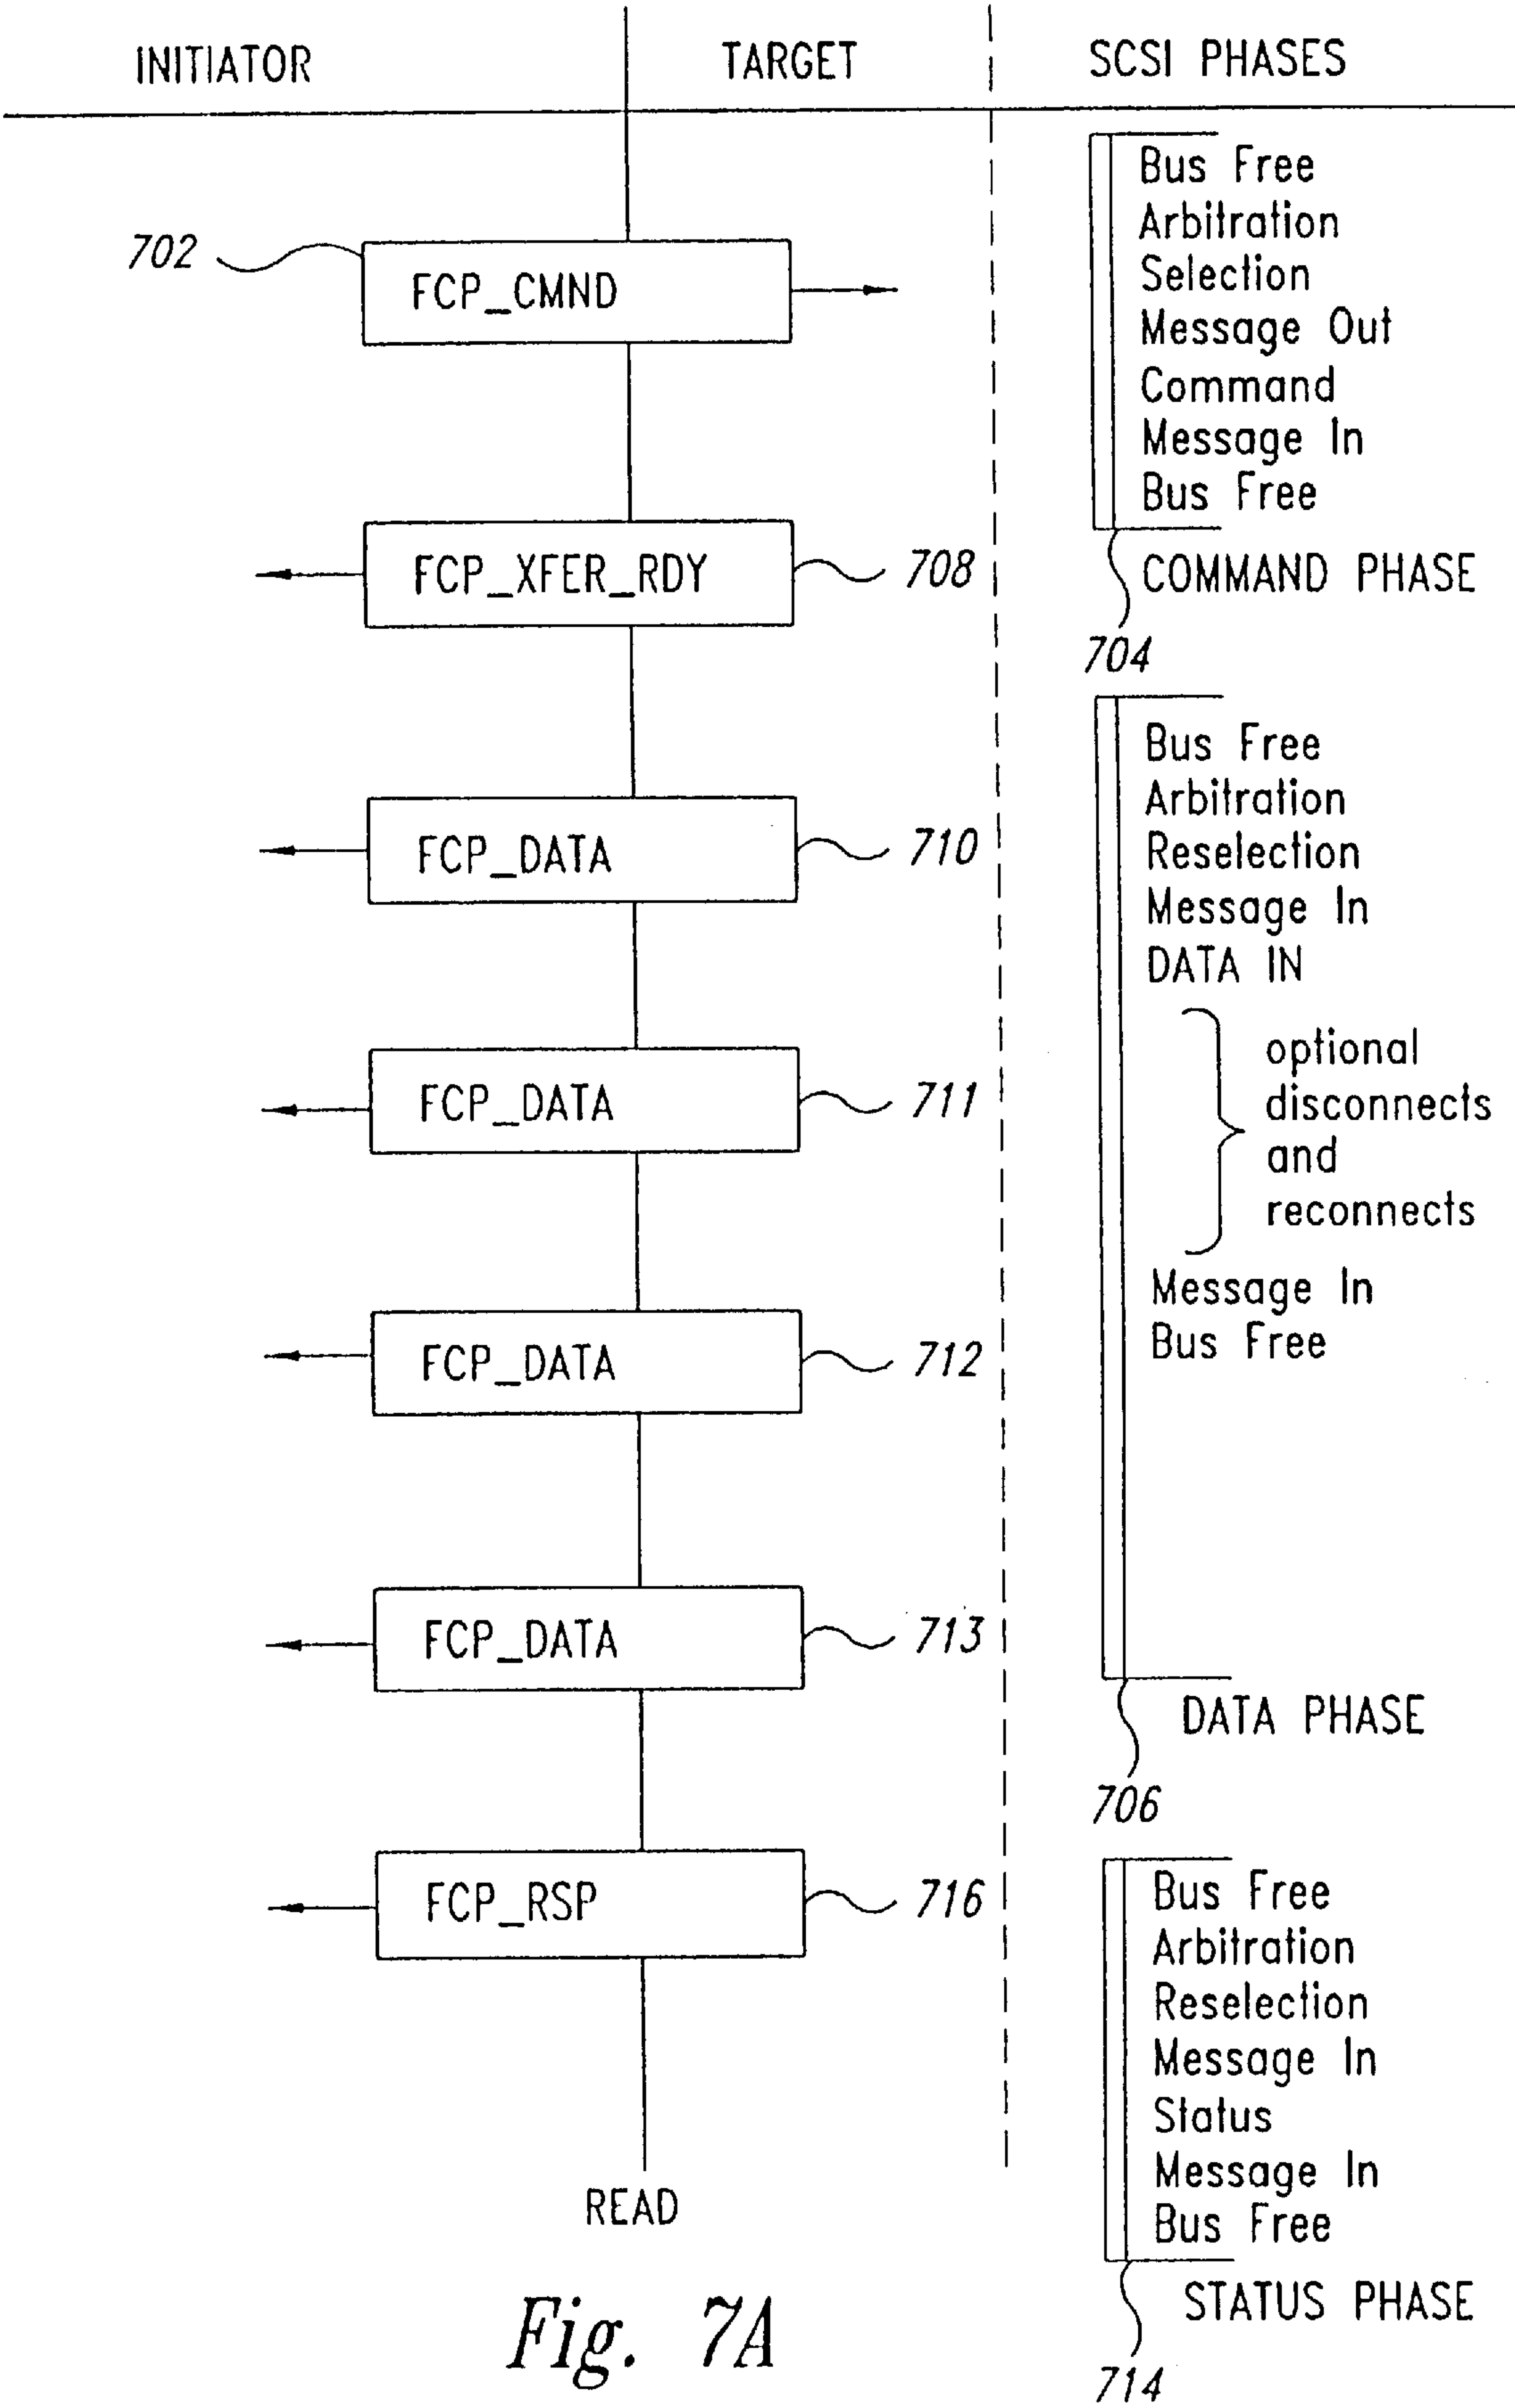 INITIATOR
TARGET
SCSI PHASES
702
FCP_CMND
Bus Free
Arbitration
Selection
Message Out
Command
Message In
Bus Free
FCP_XFER_RDY
708
COMMAND PHASE
704
FCP_DATA
710
Bus Free
Arbitration
Reselection
Message In
DATA IN
optional
disconnects
and
reconnects
FCP_DATA
711
Message In
Bus Free
FCP_DATA
712
FCP_DATA
713
DATA PHASE
706
FCP_RSP
716
Bus Free
Arbitration
Reselection
Message In
Status
Message In
Bus Free
READ
STATUS PHASE
714
Fig. 7A